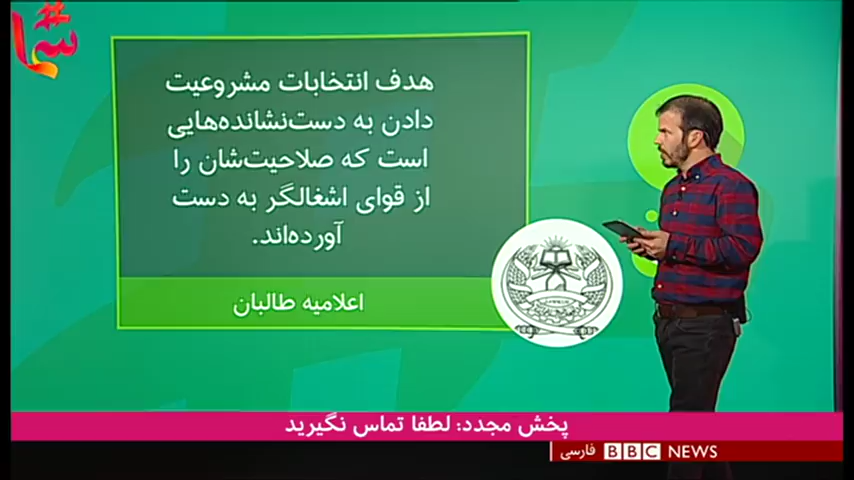 #شما
هدف انتخابات مشروعیت
دادن به دست‌نشانده‌هایی
است که صلاحیت‌شان را
از قوای اشغالگر به دست
آورده‌اند.
اعلامیه طالبان
پخش مجدد: لطفا تماس نگیرید
BBC NEWS فارسی